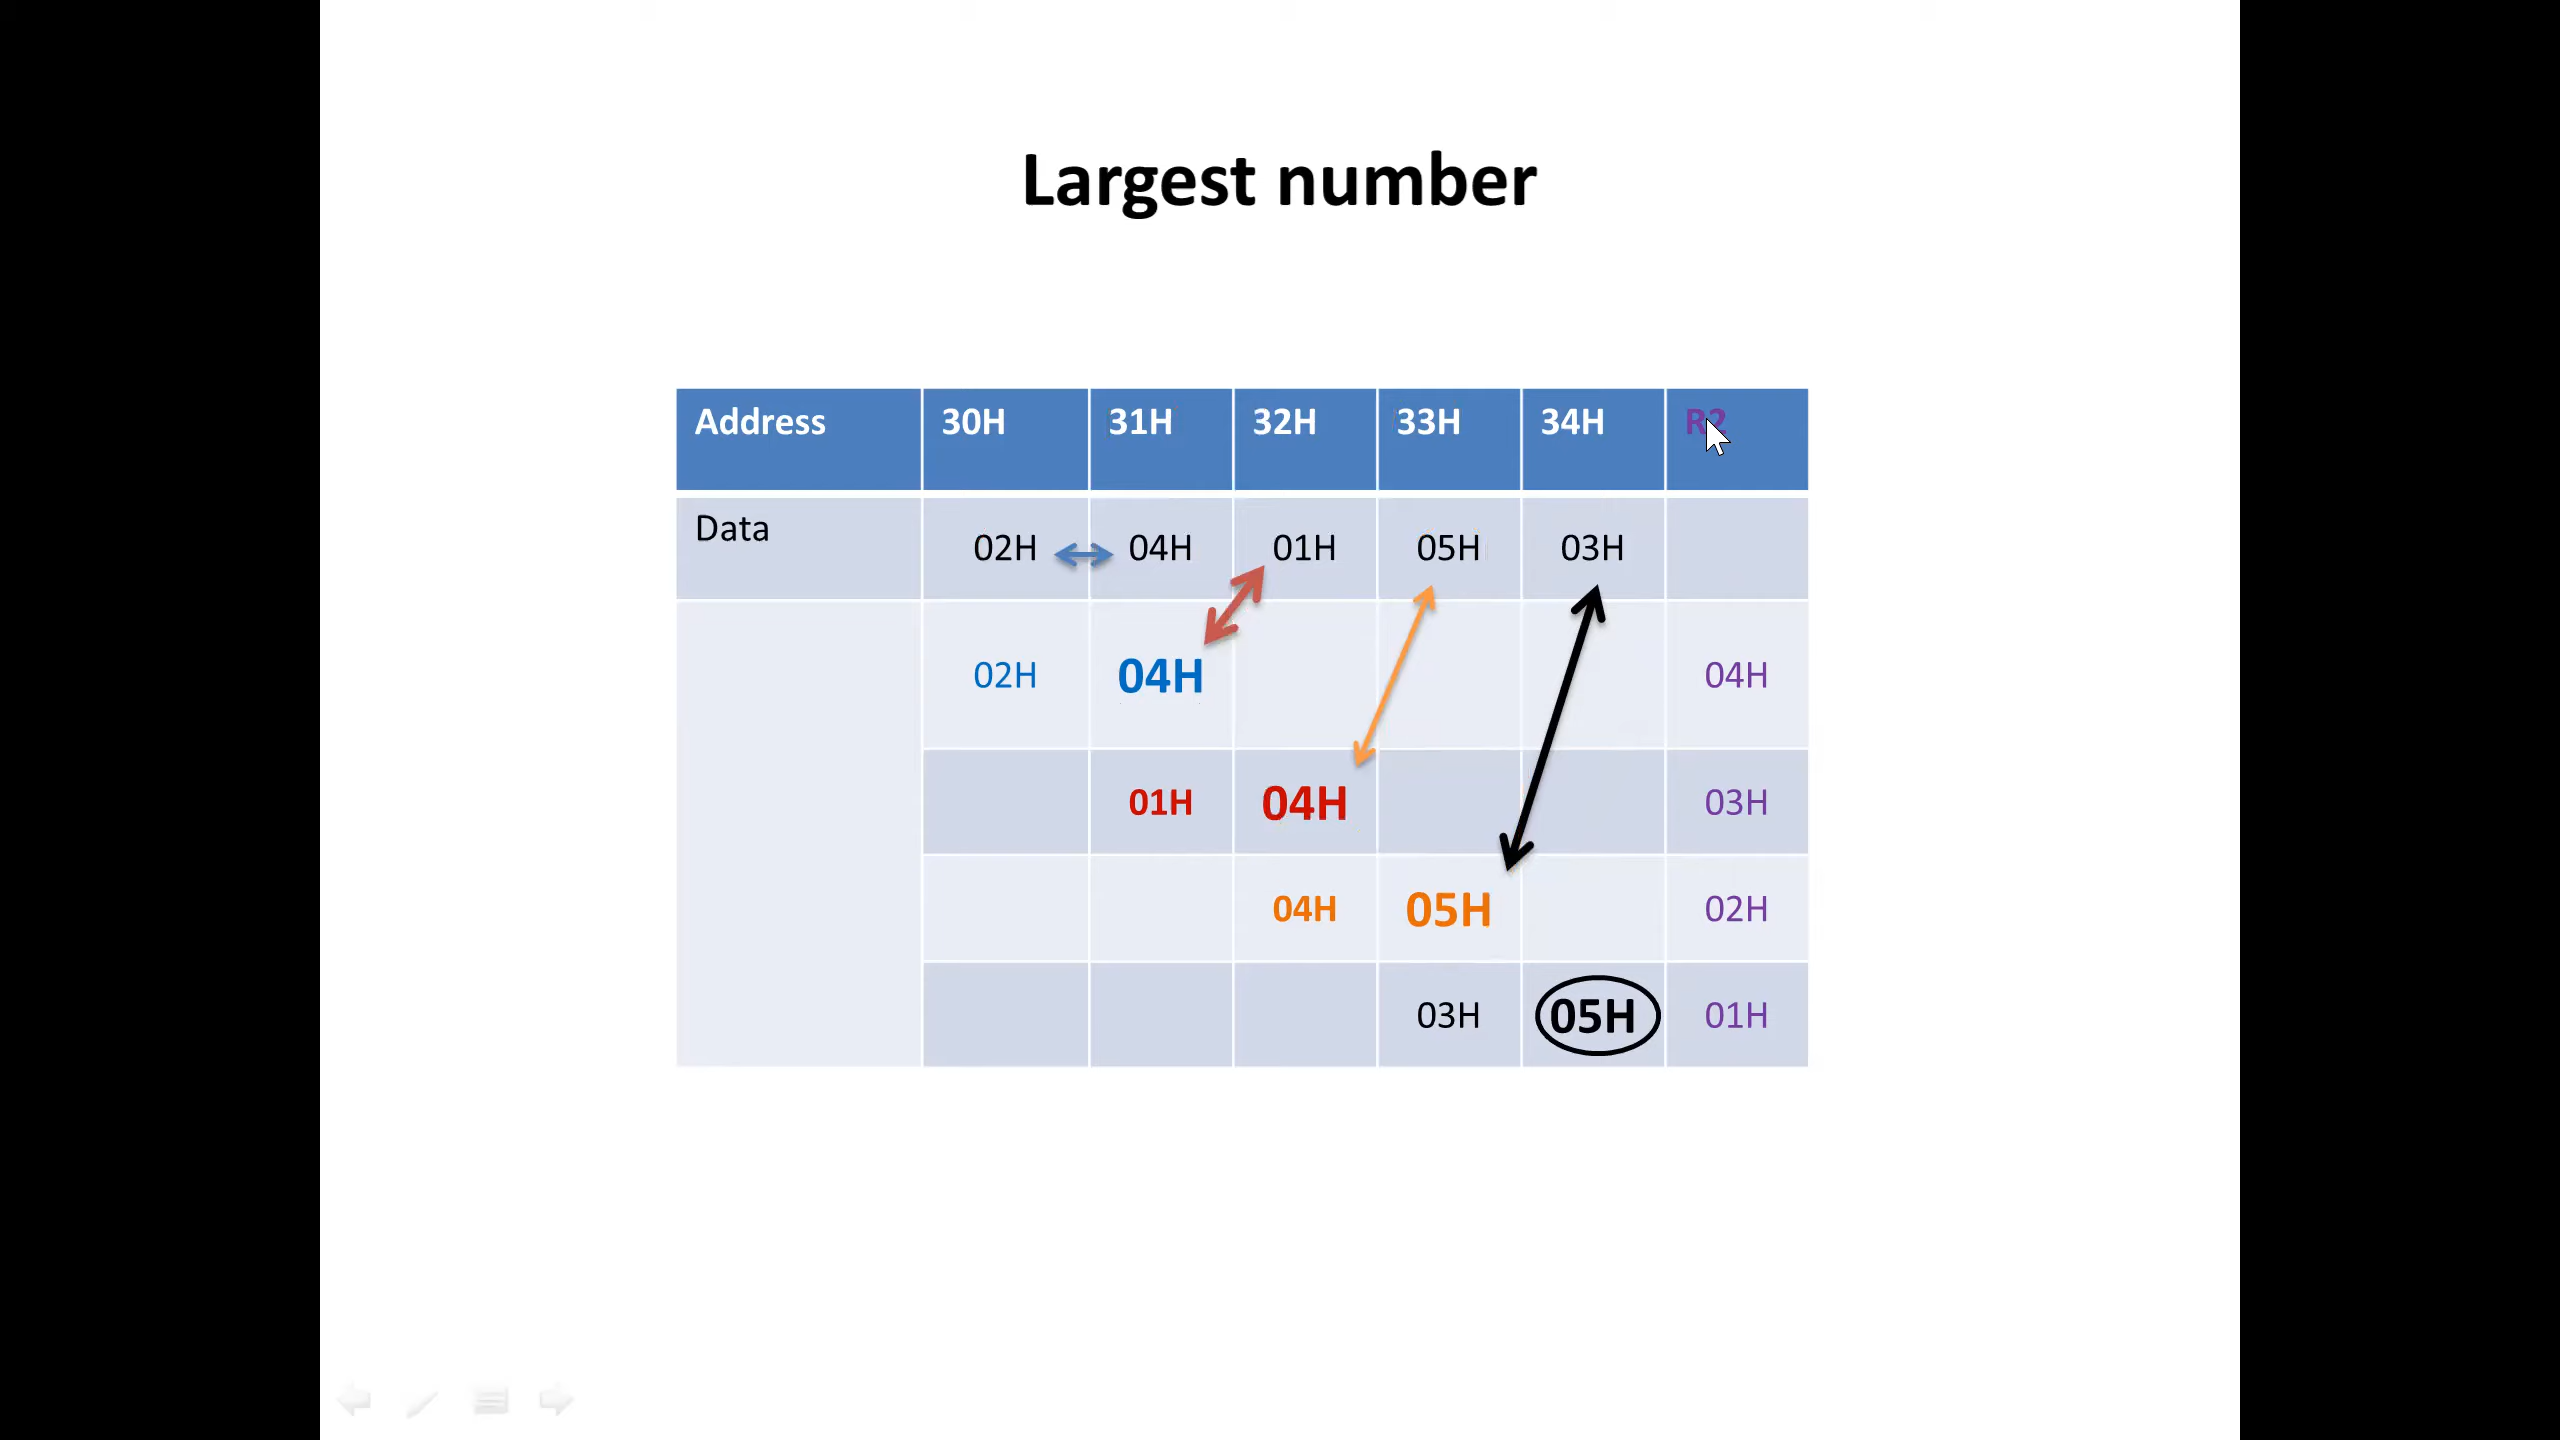 Largest number
Address 30H 31H 32H 33H 34H R2
Data 02H 04H 01H 05H 03H
02H 04H 04H
01H 04H 03H
04H 05H 02H
03H 05H 01H